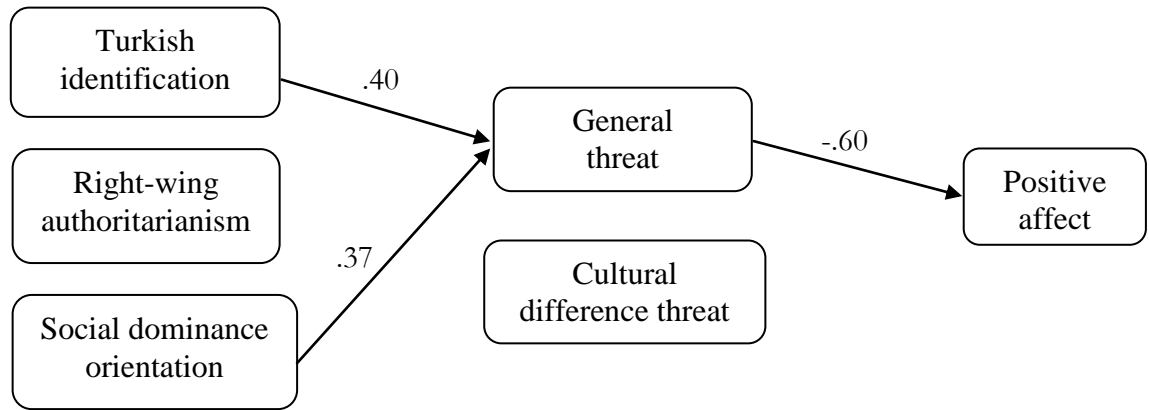 Turkish
identification
.40
General
threat
-.60
Right-wing
authoritarianism
Positive
affect
.37
Cultural
difference threat
Social dominance
orientation